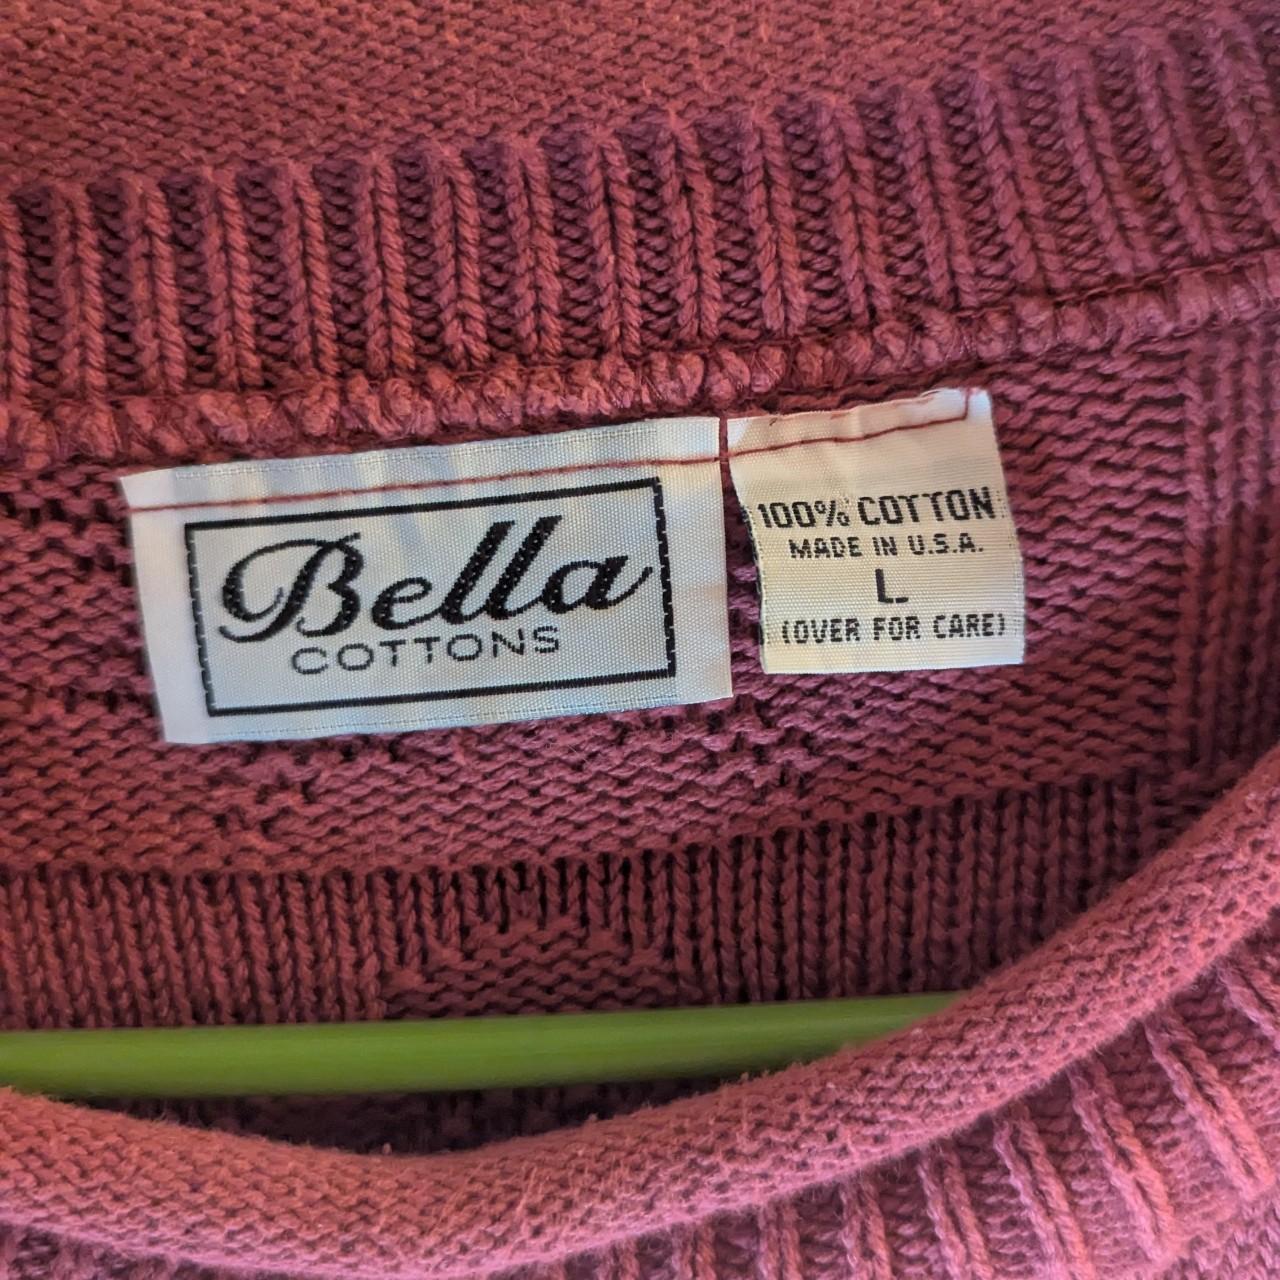 Bella
COTTONS
100% COTTON
MADE IN U.S.A.
L
(OVER FOR CARE)